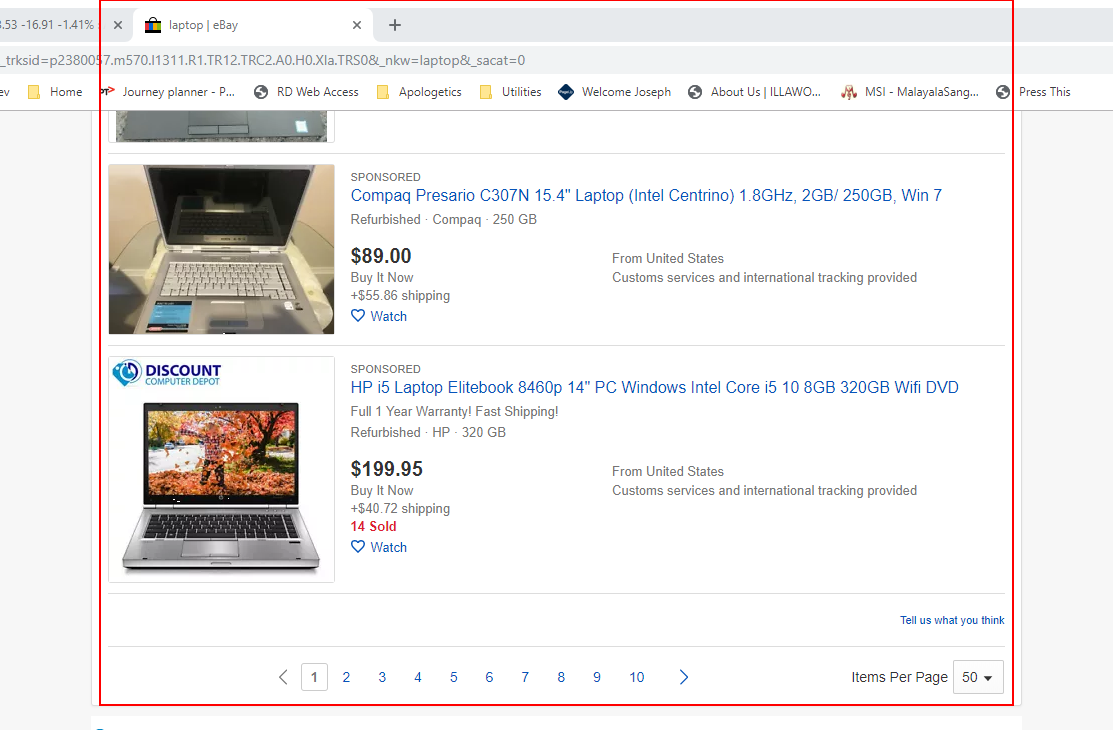 3.53 -16.91 -1.41%
laptop | eBay
_trksid=p2380057.m570.l1311.R1.TR12.TRC2.A0.H0.Xla.TRS0&_nkw=laptop&_sacat=0
ev Home Journey planner - P... RD Web Access Apologetics Utilities Welcome Joseph About Us | ILLAWO... MSI - MalayalaSang... Press This
SPONSORED
Compaq Presario C307N 15.4" Laptop (Intel Centrino) 1.8GHz, 2GB/ 250GB, Win 7
Refurbished · Compaq · 250 GB
$89.00
From United States
Buy It Now
Customs services and international tracking provided
+$55.86 shipping
Watch
DISCOUNT
COMPUTER DEPOT
SPONSORED
HP i5 Laptop Elitebook 8460p 14" PC Windows Intel Core i5 10 8GB 320GB Wifi DVD
Full 1 Year Warranty! Fast Shipping!
Refurbished · HP · 320 GB
$199.95
From United States
Buy It Now
Customs services and international tracking provided
+$40.72 shipping
14 Sold
Watch
Tell us what you think
1 2 3 4 5 6 7 8 9 10
Items Per Page 50